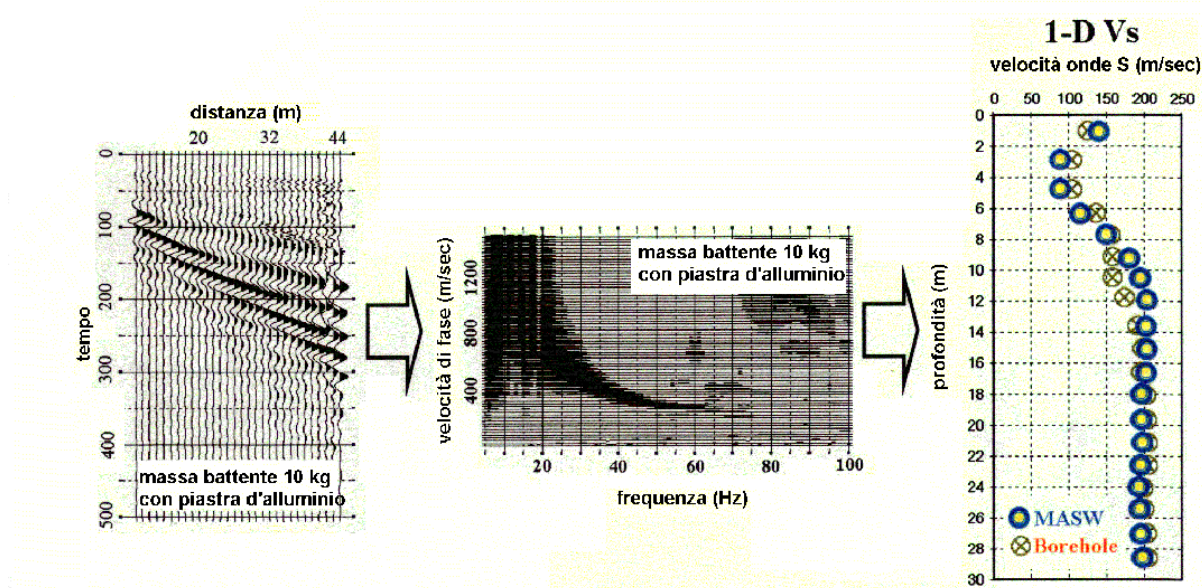 distanza (m)
20 32 44
tempo
0
100
200
300
400
500
massa battente 10 kg
con piastra d'alluminio
velocità di fase (m/sec)
1200
800
400
massa battente 10 kg
con piastra d'alluminio
20 40 60 80 100
frequenza (Hz)
1-D Vs
velocità onde S (m/sec)
0 50 100 150 200 250
profondità (m)
0
2
4
6
8
10
12
14
16
18
20
22
24
26
28
30
MASW
Borehole